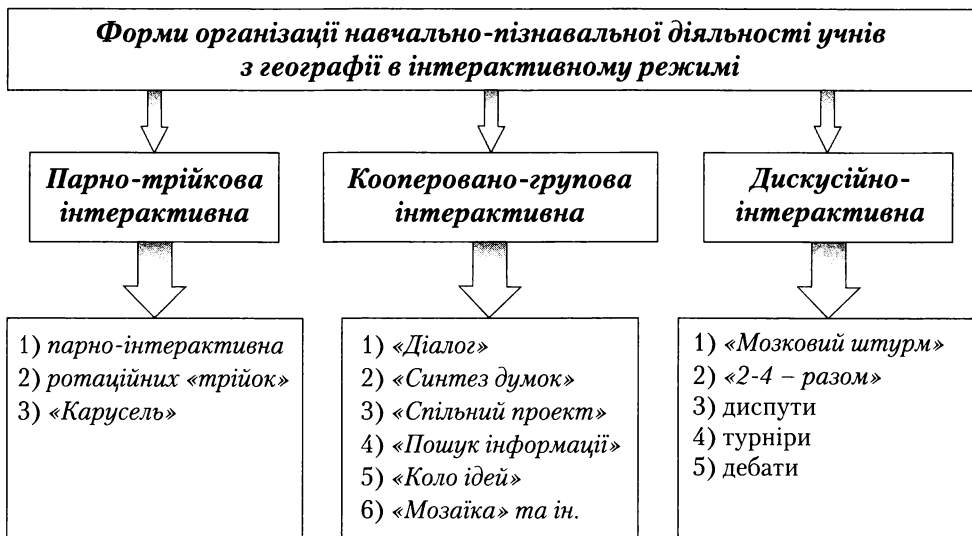 Форми організації навчально-пізнавальної діяльності учнів
з географії в інтерактивному режимі
Парно-трійкова
інтерактивна
Кооперовано-групова
інтерактивна
Дискусійно-
інтерактивна
1) парно-інтерактивна
2) ротаційних «трійок»
3) «Карусель»
1) «Діалог»
2) «Синтез думок»
3) «Спільний проект»
4) «Пошук інформації»
5) «Коло ідей»
6) «Мозаїка» та ін.
1) «Мозковий штурм»
2) «2-4 – разом»
3) диспути
4) турніри
5) дебати